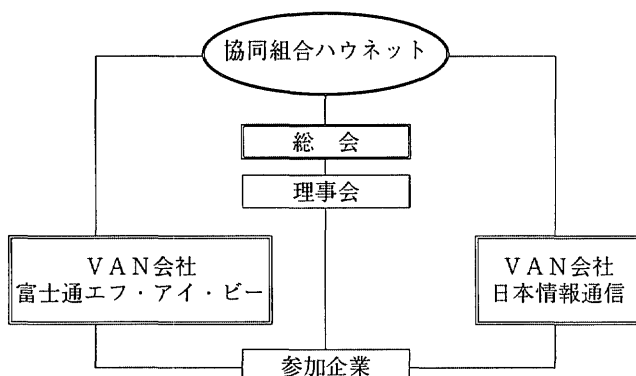 協同組合ハウネット
総　会
理事会
ＶＡＮ会社
富士通エフ・アイ・ビー
ＶＡＮ会社
日本情報通信
参加企業